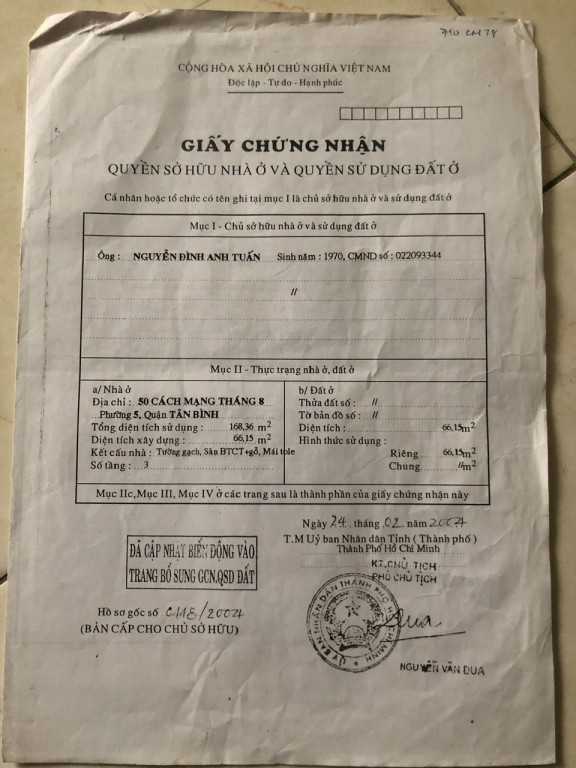 710 CM T8
CỘNG HÒA XÃ HỘI CHỦ NGHĨA VIỆT NAM
Độc lập - Tự do - Hạnh phúc
GIẤY CHỨNG NHẬN
QUYỀN SỞ HỮU NHÀ Ở VÀ QUYỀN SỬ DỤNG ĐẤT Ở
Cá nhân hoặc tổ chức có tên ghi tại mục I là chủ sở hữu nhà ở và sử dụng đất ở
Mục I - Chủ sở hữu nhà ở và sử dụng đất ở
Ông : NGUYỄN ĐÌNH ANH TUẤN Sinh năm : 1970, CMND số : 022093344
//
Mục II - Thực trạng nhà ở, đất ở
a/ Nhà ở
Địa chỉ : 50 CÁCH MẠNG THÁNG 8
Phường 5, Quận TÂN BÌNH
Tổng diện tích sử dụng : 168,36 m2
Diện tích xây dựng : 66,15 m2
Kết cấu nhà : Tường gạch, Sàn BTCT+gỗ, Mái tole
Số tầng : 3
b/ Đất ở
Thửa đất số : //
Tờ bản đồ số : //
Diện tích : 66,15m2
Hình thức sử dụng :
Riêng 66,15m2
Chung //m2
Mục IIc, Mục III, Mục IV ở các trang sau là thành phần của giấy chứng nhận này
Ngày 24 tháng 02 năm 2004
T.M Uỷ ban Nhân dân Tỉnh ( Thành phố )
Thành Phố Hồ Chí Minh
KT.CHỦ TỊCH
PHÓ CHỦ TỊCH
ĐÃ CẬP NHẬT BIẾN ĐỘNG VÀO
TRANG BỔ SUNG GCN.QSD ĐẤT
Hồ sơ gốc số /2004
(BẢN CẤP CHO CHỦ SỞ HỮU)
ỦY BAN NHÂN DÂN THÀNH PHỐ HỒ CHÍ MINH
NGUYỄN VĂN ĐUA